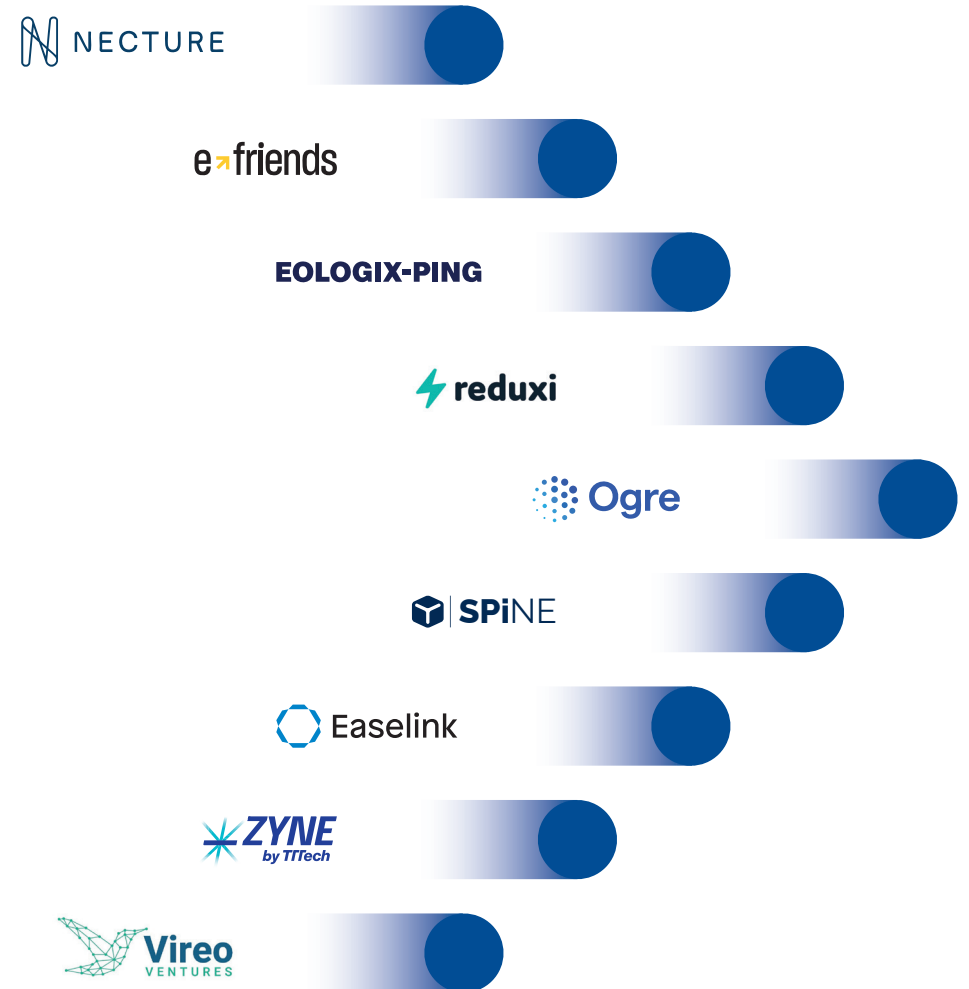 NECTURE
e friends
EOLOGIX-PING
reduxi
Ogre
SPiNE
Easelink
ZYNE
by TTTech
Vireo
VENTURES